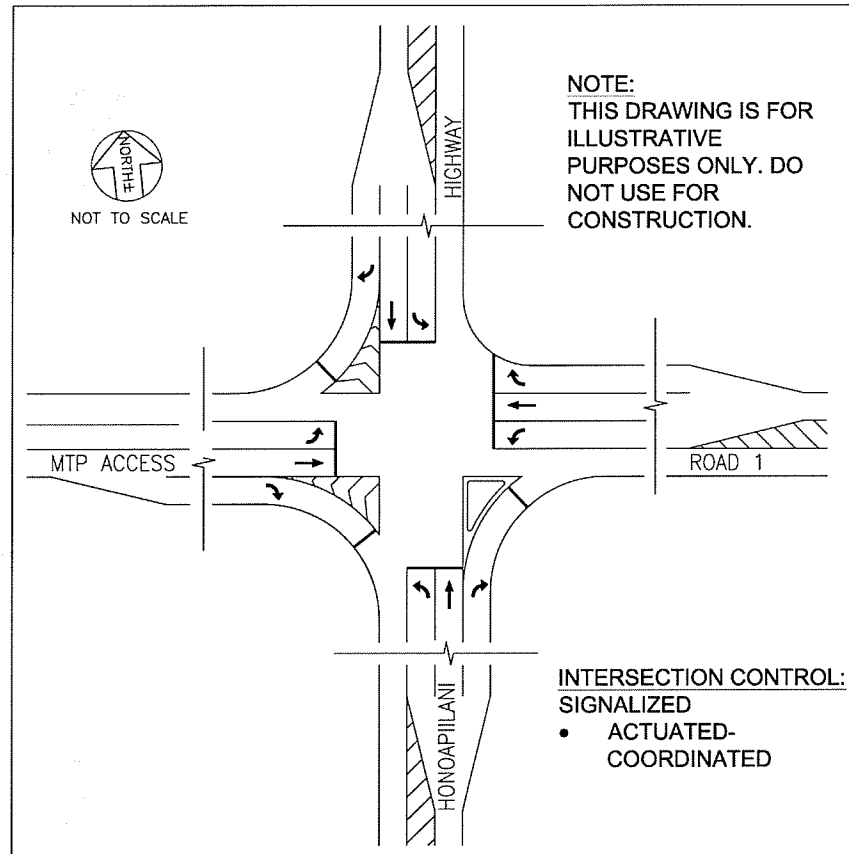 NOTE:
THIS DRAWING IS FOR
ILLUSTRATIVE
PURPOSES ONLY. DO
NOT USE FOR
CONSTRUCTION.
NORTH±
NOT TO SCALE
HIGHWAY
MTP ACCESS
ROAD 1
HONOAPIILANI
INTERSECTION CONTROL:
SIGNALIZED
• ACTUATED-
COORDINATED